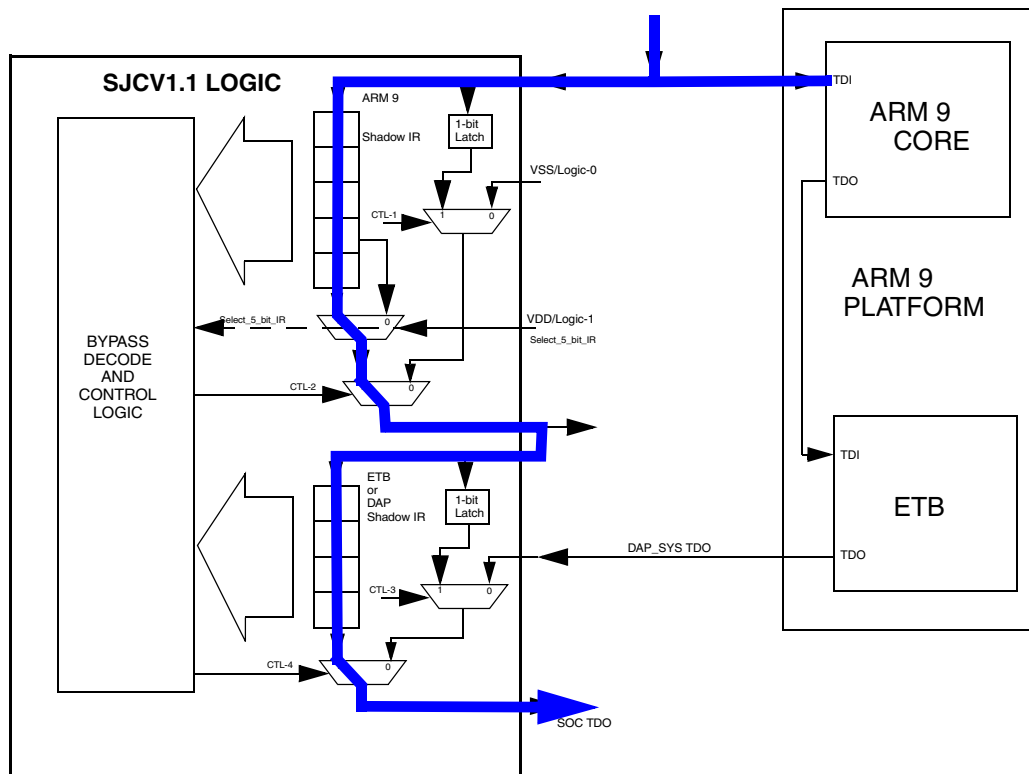 SJCV1.1 LOGIC
ARM 9
Shadow IR
1-bit
Latch
VSS/Logic-0
CTL-1
1
0
0
Select_5_bit_IR
VDD/Logic-1
Select_5_bit_IR
BYPASS
DECODE
AND
CONTROL
LOGIC
CTL-2
0
ETB
or
DAP
Shadow IR
1-bit
Latch
CTL-3
1
0
CTL-4
0
SOC TDO
DAP_SYS TDO
TDI
ARM 9
CORE
TDO
ARM 9
PLATFORM
TDI
ETB
TDO